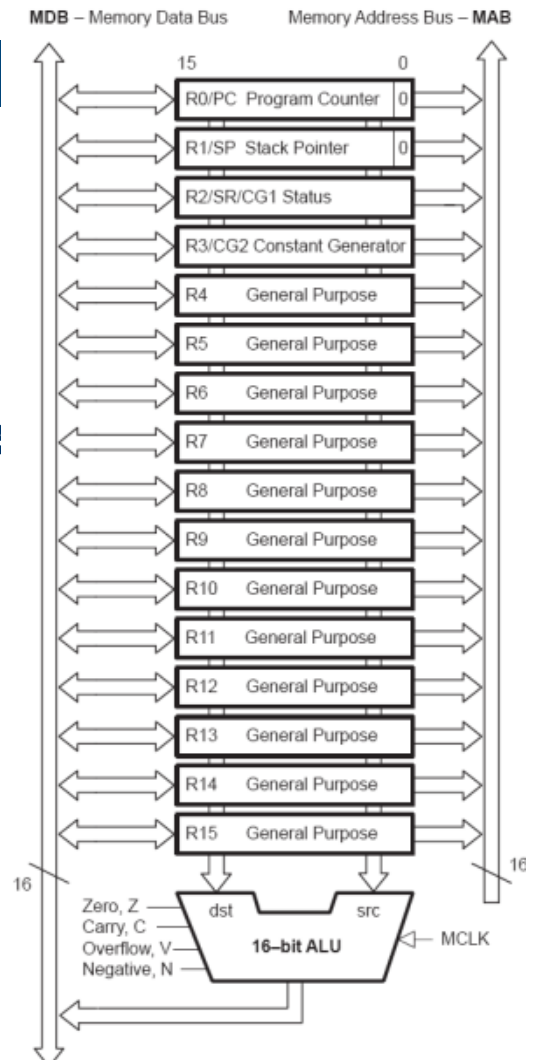 MDB – Memory Data Bus
Memory Address Bus – MAB
15 0
R0/PC Program Counter 0
R1/SP Stack Pointer 0
R2/SR/CG1 Status
R3/CG2 Constant Generator
R4 General Purpose
R5 General Purpose
R6 General Purpose
R7 General Purpose
R8 General Purpose
R9 General Purpose
R10 General Purpose
R11 General Purpose
R12 General Purpose
R13 General Purpose
R14 General Purpose
R15 General Purpose
16
16
Zero, Z
Carry, C
Overflow, V
Negative, N
dst src
16–bit ALU
MCLK